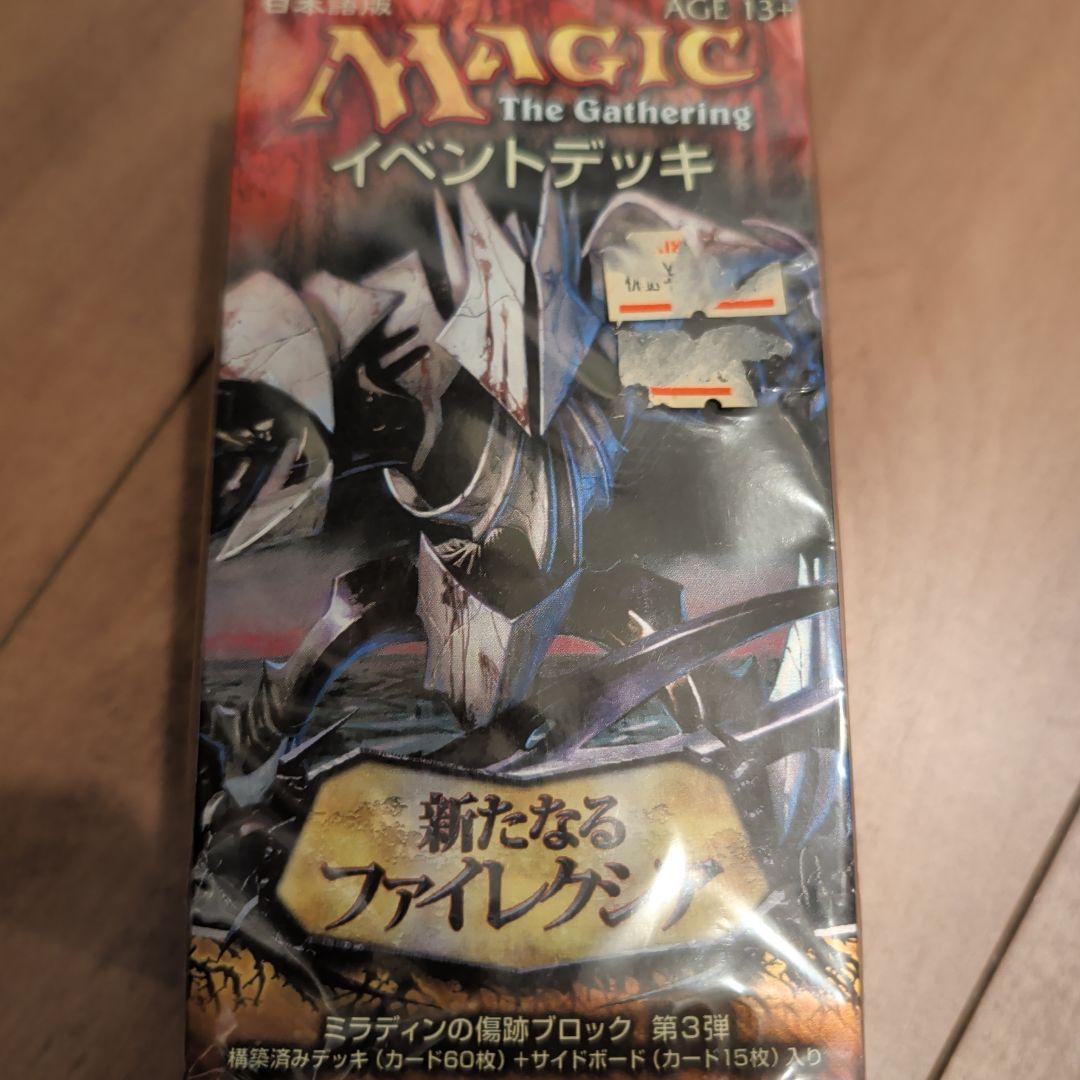 日本語版
AGE 13+
MAGIC
The Gathering
イベントデッキ
新たなる
ファイレクシア
ミラディンの傷跡ブロック 第3弾
構築済みデッキ（カード60枚）＋サイドボード（カード15枚）入り